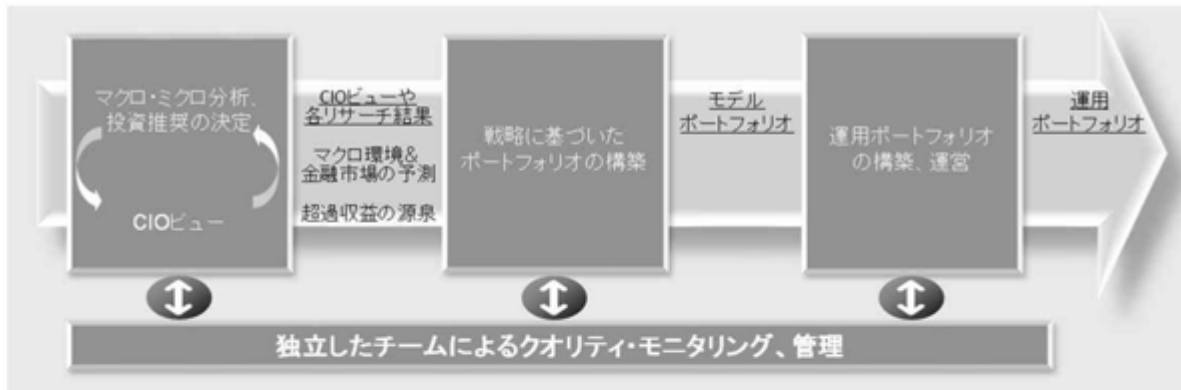 マクロ・ミクロ分析、
投資推奨の決定
CIOビュー
CIOビューや
各リサーチ結果
マクロ環境&
金融市場の予測
超過収益の源泉
戦略に基づいた
ポートフォリオの構築
モデル
ポートフォリオ
運用ポートフォリオ
の構築、運営
運用
ポートフォリオ
独立したチームによるクオリティ・モニタリング、管理